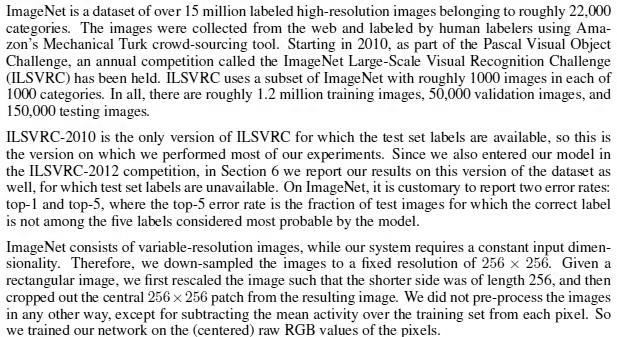 ImageNet is a dataset of over 15 million labeled high-resolution images belonging to roughly 22,000
categories. The images were collected from the web and labeled by human labelers using Ama-
zon's Mechanical Turk crowd-sourcing tool. Starting in 2010, as part of the Pascal Visual Object
Challenge, an annual competition called the ImageNet Large-Scale Visual Recognition Challenge
(ILSVRC) has been held. ILSVRC uses a subset of ImageNet with roughly 1000 images in each of
1000 categories. In all, there are roughly 1.2 million training images, 50,000 validation images, and
150,000 testing images.
ILSVRC-2010 is the only version of ILSVRC for which the test set labels are available, so this is
the version on which we performed most of our experiments. Since we also entered our model in
the ILSVRC-2012 competition, in Section 6 we report our results on this version of the dataset as
well, for which test set labels are unavailable. On ImageNet, it is customary to report two error rates:
top-1 and top-5, where the top-5 error rate is the fraction of test images for which the correct label
is not among the five labels considered most probable by the model.
ImageNet consists of variable-resolution images, while our system requires a constant input dimen-
sionality. Therefore, we down-sampled the images to a fixed resolution of 256 × 256. Given a
rectangular image, we first rescaled the image such that the shorter side was of length 256, and then
cropped out the central 256 × 256 patch from the resulting image. We did not pre-process the images
in any other way, except for subtracting the mean activity over the training set from each pixel. So
we trained our network on the (centered) raw RGB values of the pixels.